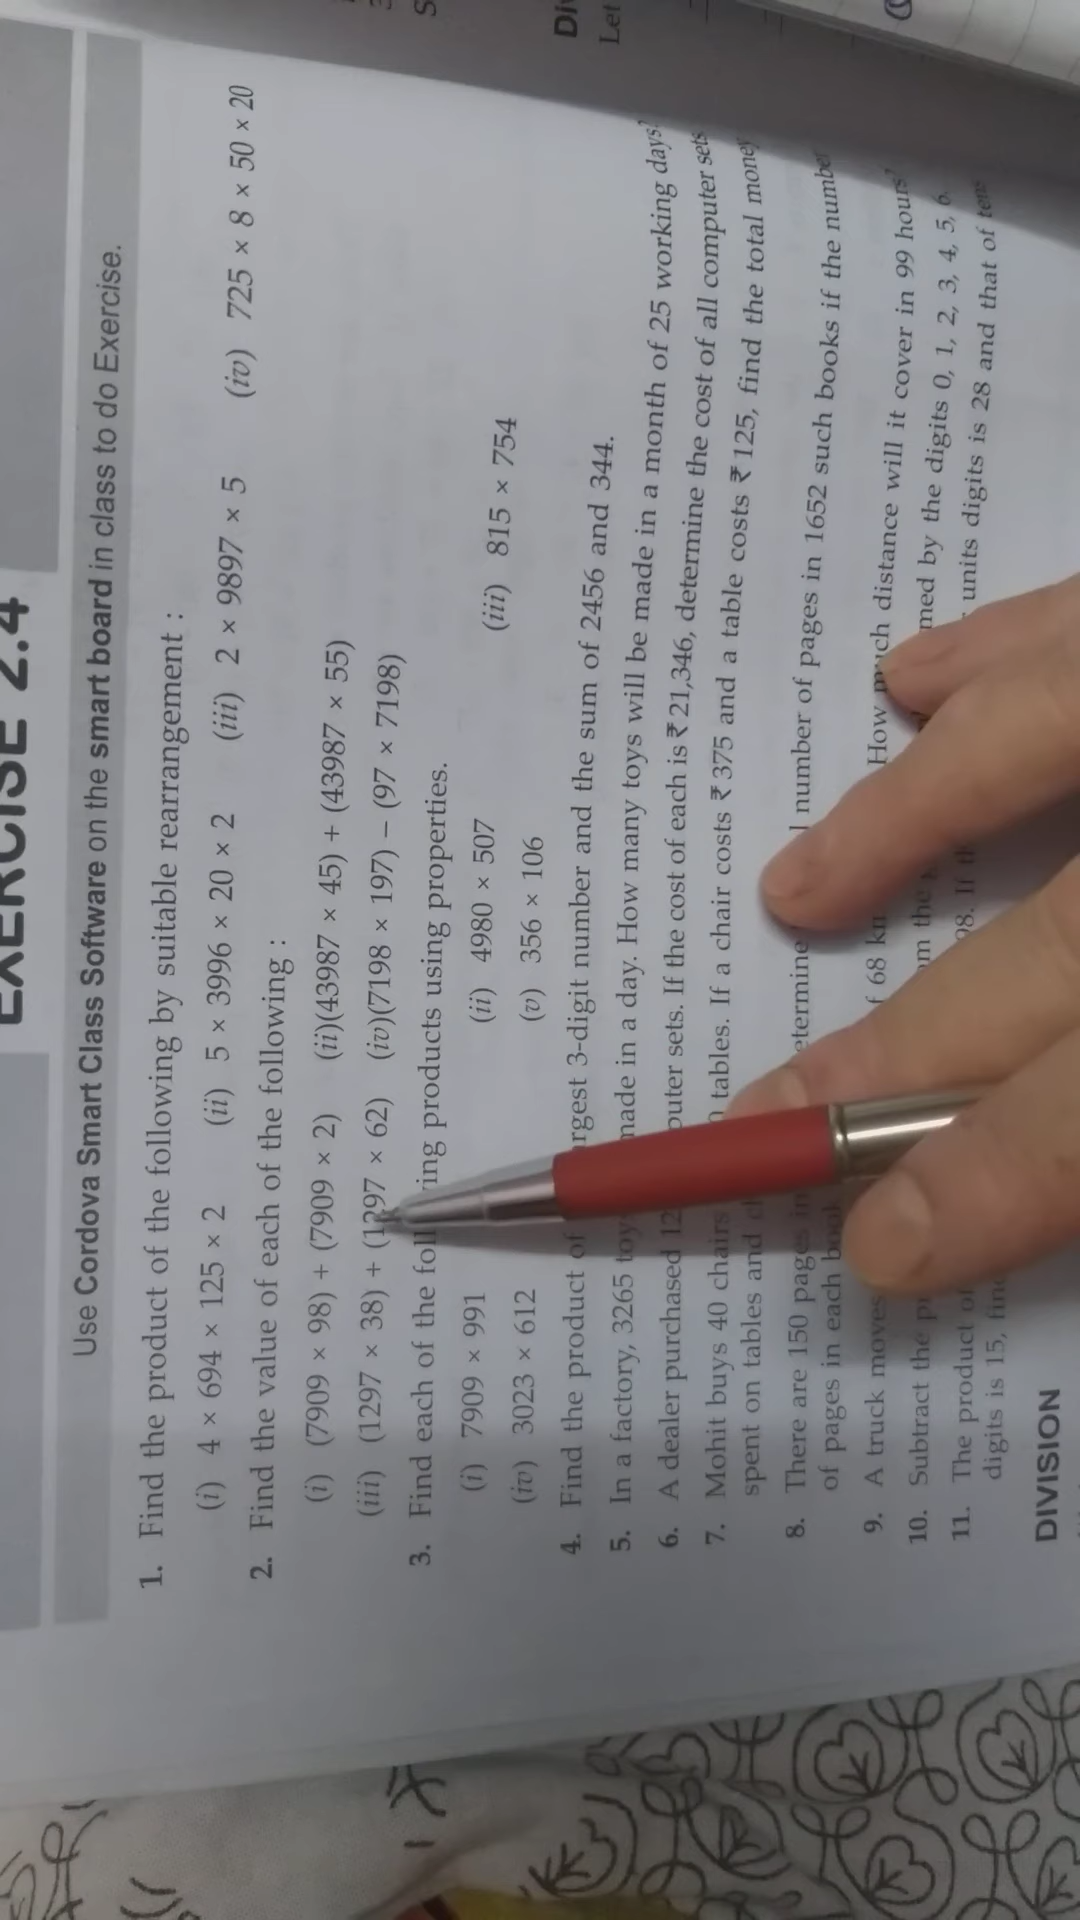 EXERCISE 2.4
Use Cordova Smart Class Software on the smart board in class to do Exercise.
1. Find the product of the following by suitable rearrangement :
(i) 4 × 694 × 125 × 2 (ii) 5 × 3996 × 20 × 2 (iii) 2 × 9897 × 5 (iv) 725 × 8 × 50 × 20
2. Find the value of each of the following :
(i) (7909 × 98) + (7909 × 2) (ii)(43987 × 45) + (43987 × 55)
(iii) (1297 × 38) + (1297 × 62) (iv)(7198 × 197) – (97 × 7198)
3. Find each of the foll ing products using properties.
(i) 7909 × 991 (ii) 4980 × 507 (iii) 815 × 754
(iv) 3023 × 612 (v) 356 × 106
4. Find the product of rgest 3-digit number and the sum of 2456 and 344.
5. In a factory, 3265 toy made in a day. How many toys will be made in a month of 25 working days?
6. A dealer purchased 12 puter sets. If the cost of each is ₹ 21,346, determine the cost of all computer sets
7. Mohit buys 40 chairs tables. If a chair costs ₹ 375 and a table costs ₹ 125, find the total money
spent on tables and
8. There are 150 pages in etermine number of pages in 1652 such books if the number
of pages in each book
9. A truck moves 68 km How much distance will it cover in 99 hours?
10. Subtract the med by the digits 0, 1, 2, 3, 4, 5, 6.
11. The product of 98. If units digits is 28 and that of tens
digits is 15, find
DIVISION
Div
Let